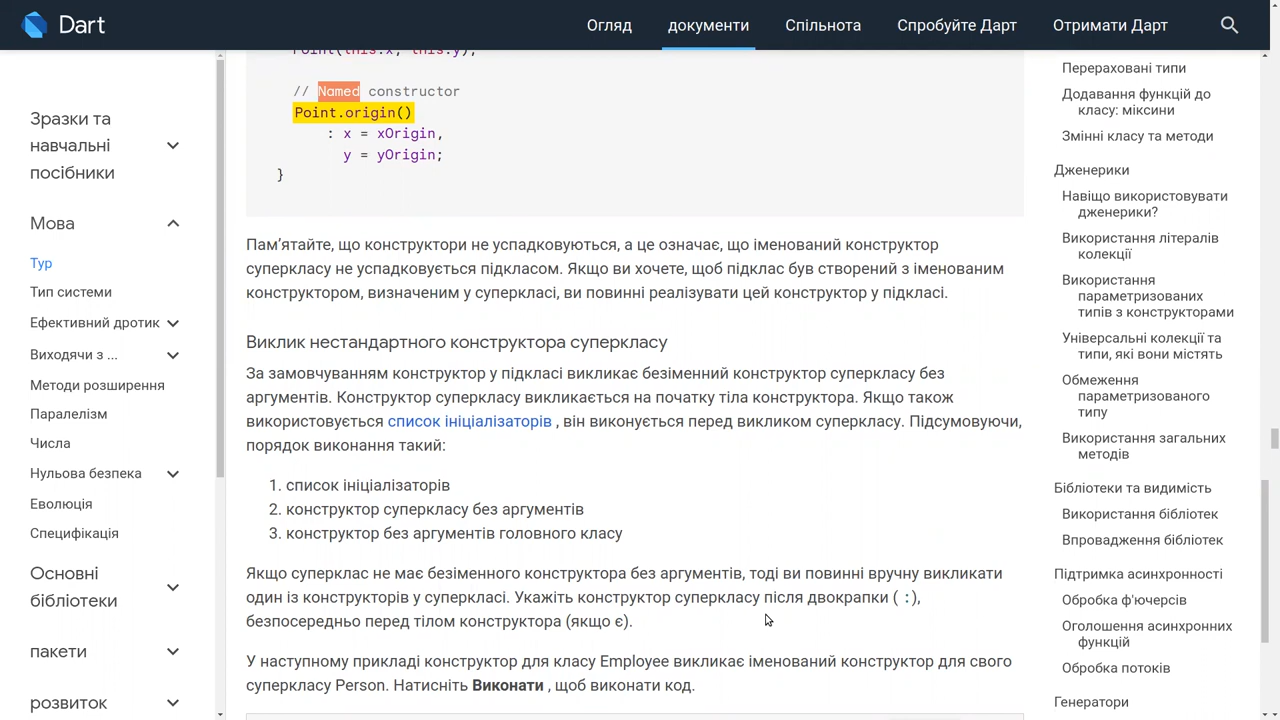 Dart
Огляд
документи
Спільнота
Спробуйте Дарт
Отримати Дарт
Зразки та
навчальні
посібники
Мова
Тур
Тип системи
Ефективний дротик
Виходячи з ...
Методи розширення
Паралелізм
Числа
Нульова безпека
Еволюція
Специфікація
Основні
бібліотеки
пакети
розвиток
Point(this.x, this.y);
// Named constructor
Point.origin()
: x = xOrigin,
y = yOrigin;
}
Пам’ятайте, що конструктори не успадковуються, а це означає, що іменований конструктор
суперкласу не успадковується підкласом. Якщо ви хочете, щоб підклас був створений з іменованим
конструктором, визначеним у суперкласі, ви повинні реалізувати цей конструктор у підкласі.
Виклик нестандартного конструктора суперкласу
За замовчуванням конструктор у підкласі викликає безіменний конструктор суперкласу без
аргументів. Конструктор суперкласу викликається на початку тіла конструктора. Якщо також
використовується список ініціалізаторів , він виконується перед викликом суперкласу. Підсумовуючи,
порядок виконання такий:
1. список ініціалізаторів
2. конструктор суперкласу без аргументів
3. конструктор без аргументів головного класу
Якщо суперклас не має безіменного конструктора без аргументів, тоді ви повинні вручну викликати
один із конструкторів у суперкласі. Укажіть конструктор суперкласу після двокрапки ( :),
безпосередньо перед тілом конструктора (якщо є).
У наступному прикладі конструктор для класу Employee викликає іменований конструктор для свого
суперкласу Person. Натисніть Виконати , щоб виконати код.
Перераховані типи
Додавання функцій до
класу: міксини
Змінні класу та методи
Дженерики
Навіщо використовувати
дженерики?
Використання літералів
колекції
Використання
параметризованих
типів з конструкторами
Універсальні колекції та
типи, які вони містять
Обмеження
параметризованого
типу
Використання загальних
методів
Бібліотеки та видимість
Використання бібліотек
Впровадження бібліотек
Підтримка асинхронності
Обробка ф'ючерсів
Оголошення асинхронних
функцій
Обробка потоків
Генератори